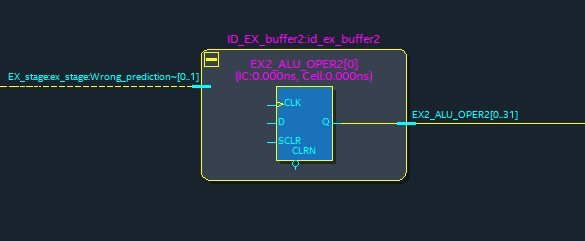 ID_EX_buffer2:id_ex_buffer2
EX2_ALU_OPER2[0]
(IC:0.000ns, Cell:0.000ns)
EX_stage:ex_stage:Wrong_prediction~[0..1]
CLK
D
Q
EX2_ALU_OPER2[0..31]
SCLR
CLRN